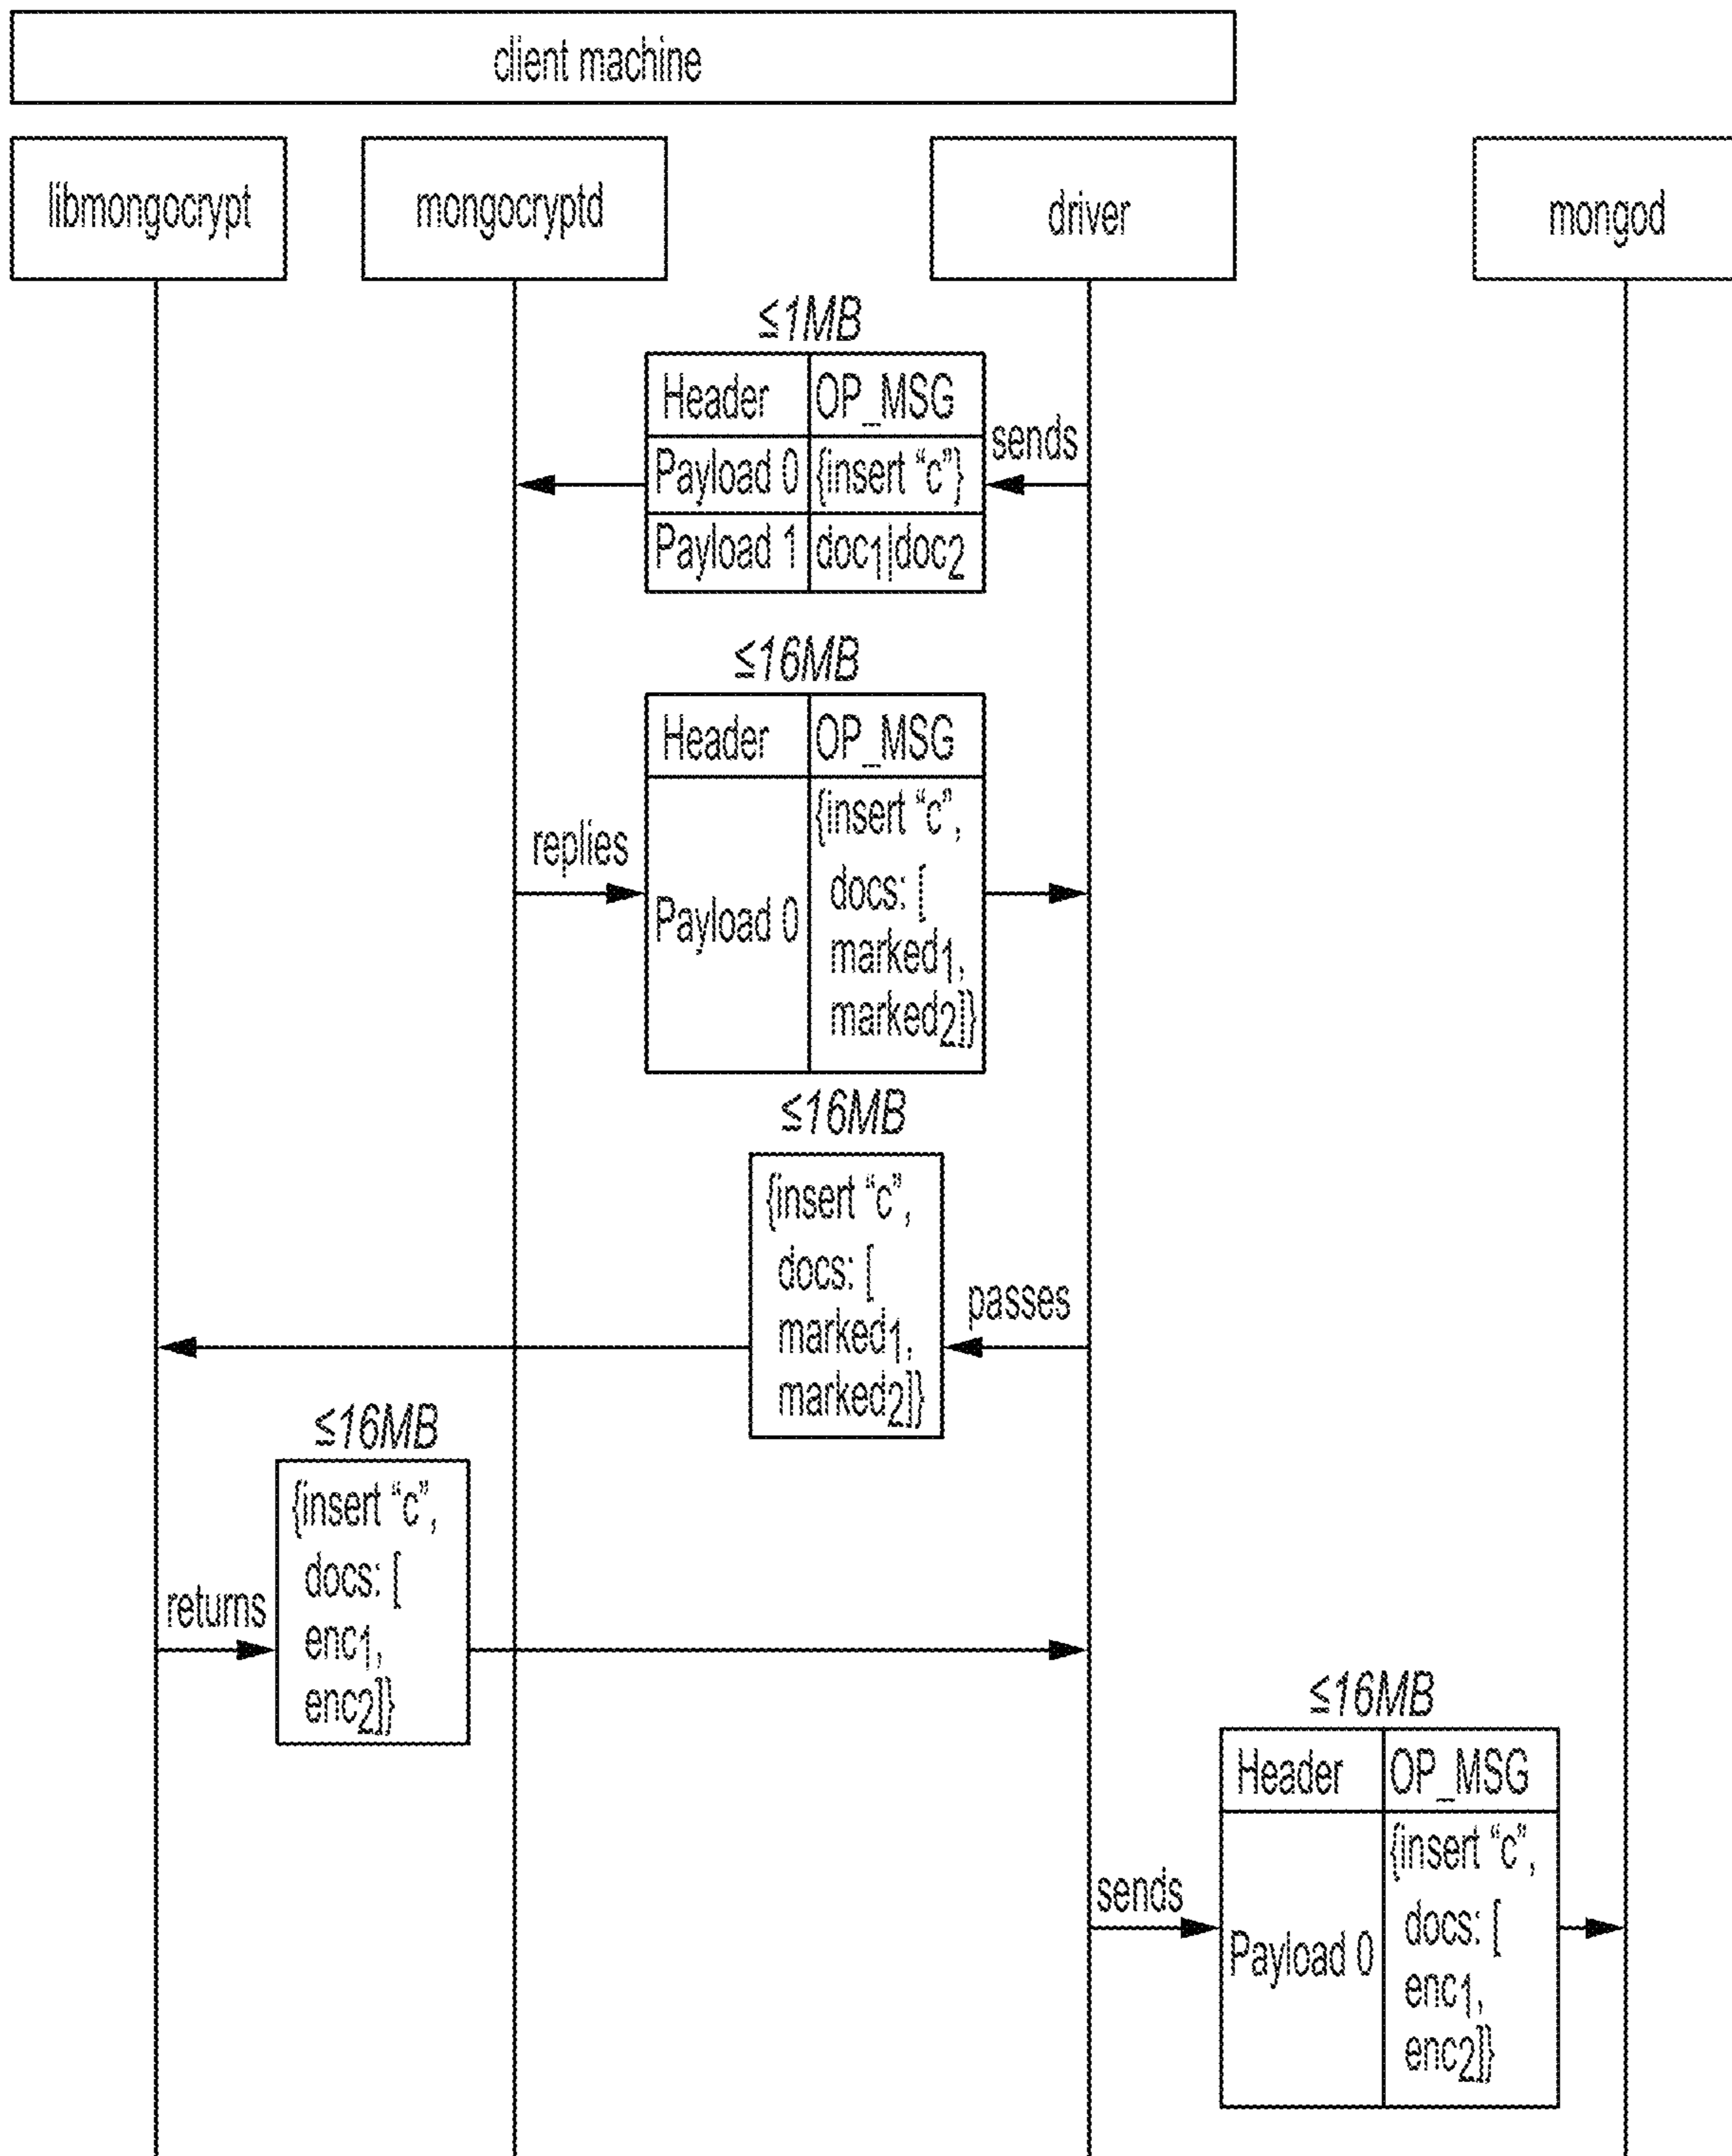 client machine
libmongocrypt
mongocryptd
driver
mongod
≤1MB
Header OP_MSG
Payload 0 {insert “c”}
Payload 1 doc1|doc2
sends
≤16MB
Header OP_MSG
replies
Payload 0
{insert “c”,
docs: [
marked1,
marked2]}
≤16MB
{insert “c”,
docs: [
marked1,
marked2]}
passes
≤16MB
{insert “c”,
docs: [
enc1,
enc2]}
returns
≤16MB
Header OP_MSG
sends
Payload 0
{insert “c”,
docs: [
enc1,
enc2]}